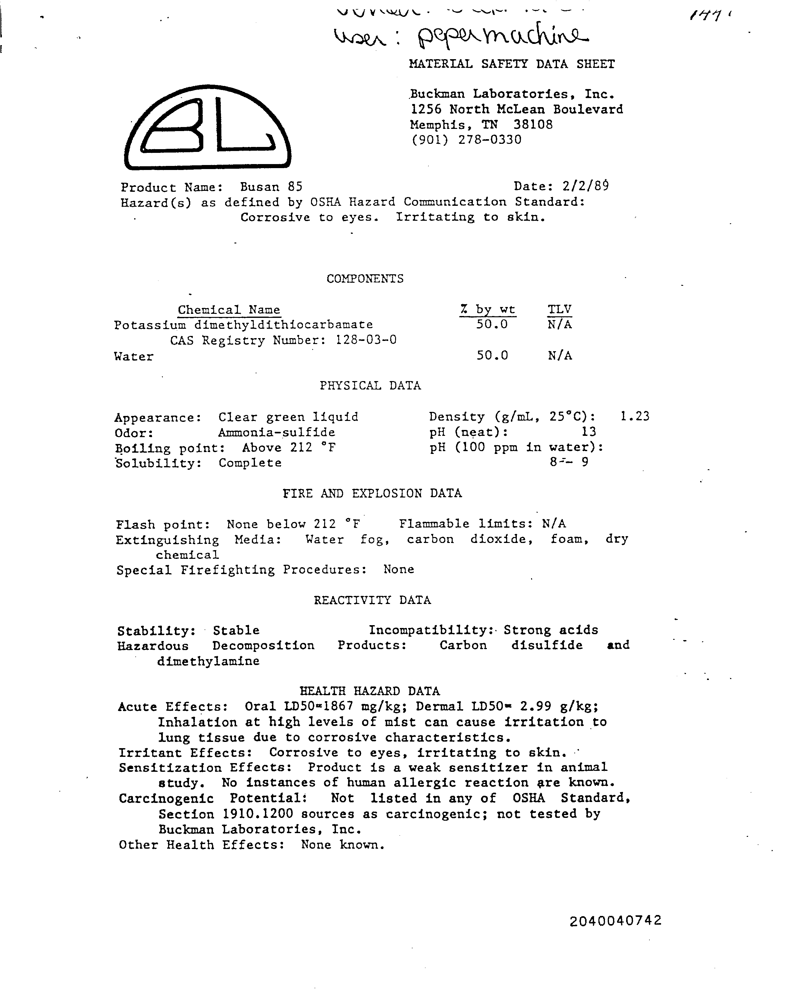 user: papermachine
MATERIAL SAFETY DATA SHEET
Buckman Laboratories, Inc.
1256 North McLean Boulevard
Memphis, TN 38108
(901) 278-0330
BL
Product Name: Busan 85 Date: 2/2/89
Hazard(s) as defined by OSHA Hazard Communication Standard:
Corrosive to eyes. Irritating to skin.
COMPONENTS
Chemical Name % by wt TLV
Potassium dimethyldithiocarbamate 50.0 N/A
CAS Registry Number: 128-03-0
Water 50.0 N/A
PHYSICAL DATA
Appearance: Clear green liquid Density (g/mL, 25°C): 1.23
Odor: Ammonia-sulfide pH (neat): 13
Boiling point: Above 212 °F pH (100 ppm in water):
Solubility: Complete 8-- 9
FIRE AND EXPLOSION DATA
Flash point: None below 212 °F Flammable limits: N/A
Extinguishing Media: Water fog, carbon dioxide, foam, dry
chemical
Special Firefighting Procedures: None
REACTIVITY DATA
Stability: Stable Incompatibility: Strong acids
Hazardous Decomposition Products: Carbon disulfide and
dimethylamine
HEALTH HAZARD DATA
Acute Effects: Oral LD50=1867 mg/kg; Dermal LD50= 2.99 g/kg;
Inhalation at high levels of mist can cause irritation to
lung tissue due to corrosive characteristics.
Irritant Effects: Corrosive to eyes, irritating to skin.
Sensitization Effects: Product is a weak sensitizer in animal
study. No instances of human allergic reaction are known.
Carcinogenic Potential: Not listed in any of OSHA Standard,
Section 1910.1200 sources as carcinogenic; not tested by
Buckman Laboratories, Inc.
Other Health Effects: None known.
2040040742